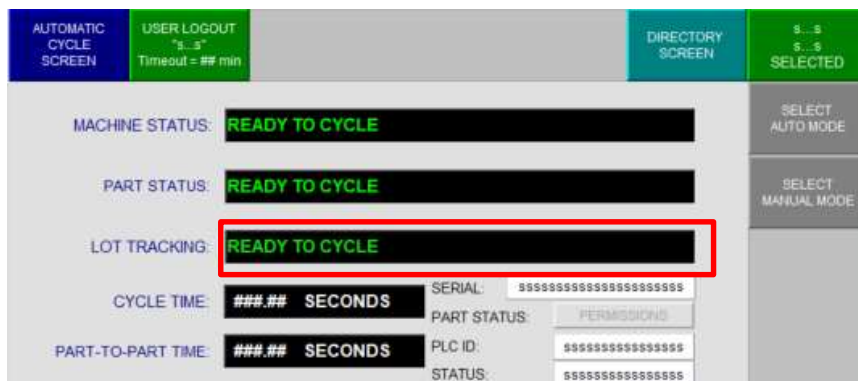 AUTOMATIC
CYCLE
SCREEN
USER LOGOUT
"s...s"
Timeout = ## min
DIRECTORY
SCREEN
s...s
s...s
SELECTED
SELECT
AUTO MODE
SELECT
MANUAL MODE
MACHINE STATUS: READY TO CYCLE
PART STATUS: READY TO CYCLE
LOT TRACKING: READY TO CYCLE
CYCLE TIME: ###.## SECONDS
PART-TO-PART TIME: ###.## SECONDS
SERIAL: ssssssssssssssssssssss
PART STATUS: PERMISSIONS
PLC ID: ssssssssssssssss
STATUS: ssssssssssssssss